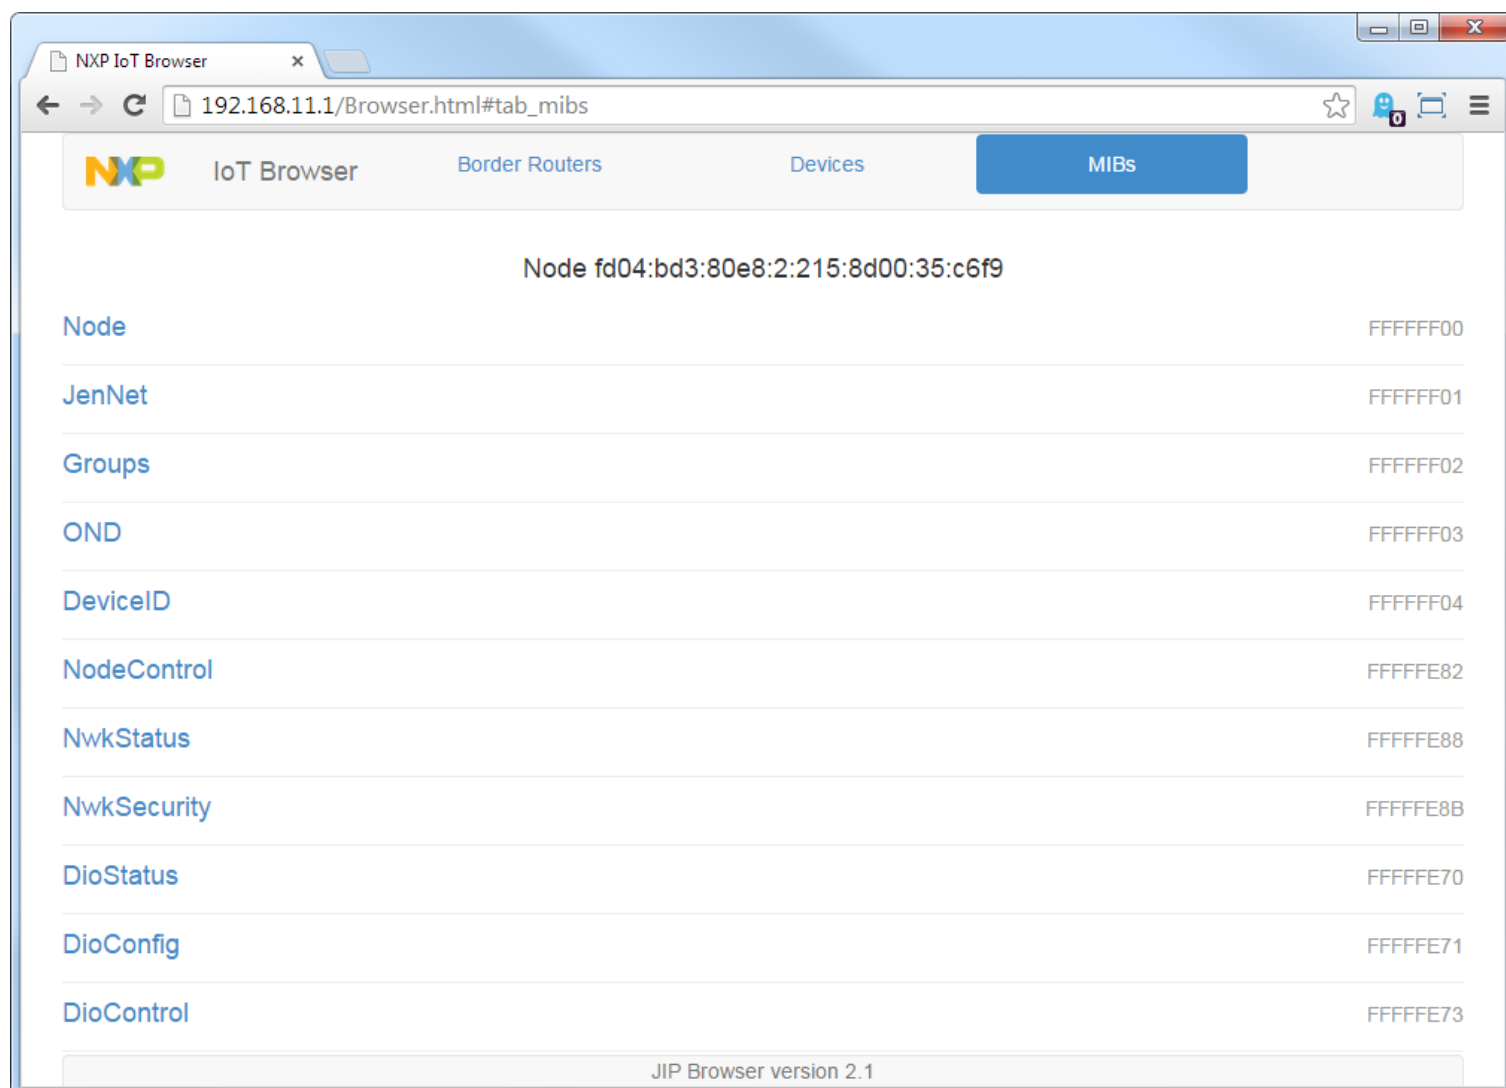 NXP IoT Browser
192.168.11.1/Browser.html#tab_mibs
0
NXP IoT Browser Border Routers Devices MIBs
Node fd04:bd3:80e8:2:215:8d00:35:c6f9
Node FFFFFF00
JenNet FFFFFF01
Groups FFFFFF02
OND FFFFFF03
DeviceID FFFFFF04
NodeControl FFFFFE82
NwkStatus FFFFFE88
NwkSecurity FFFFFE8B
DioStatus FFFFFE70
DioConfig FFFFFE71
DioControl FFFFFE73
JIP Browser version 2.1